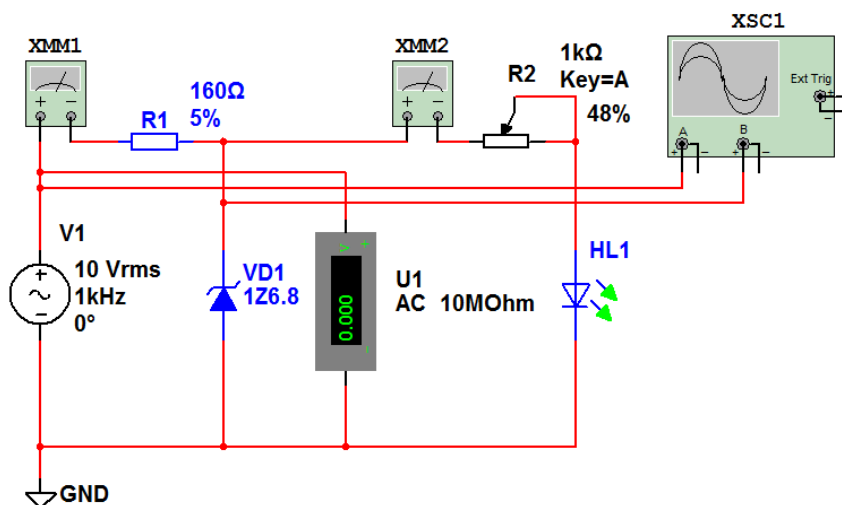 XSC1
XMM1
XMM2
1kΩ
Key=A
R2
48%
160Ω
5%
R1
Ext Trig
A
B
V1
10 Vrms
1kHz
0°
VD1
1Z6.8
V
0.000
U1
AC 10MOhm
HL1
GND